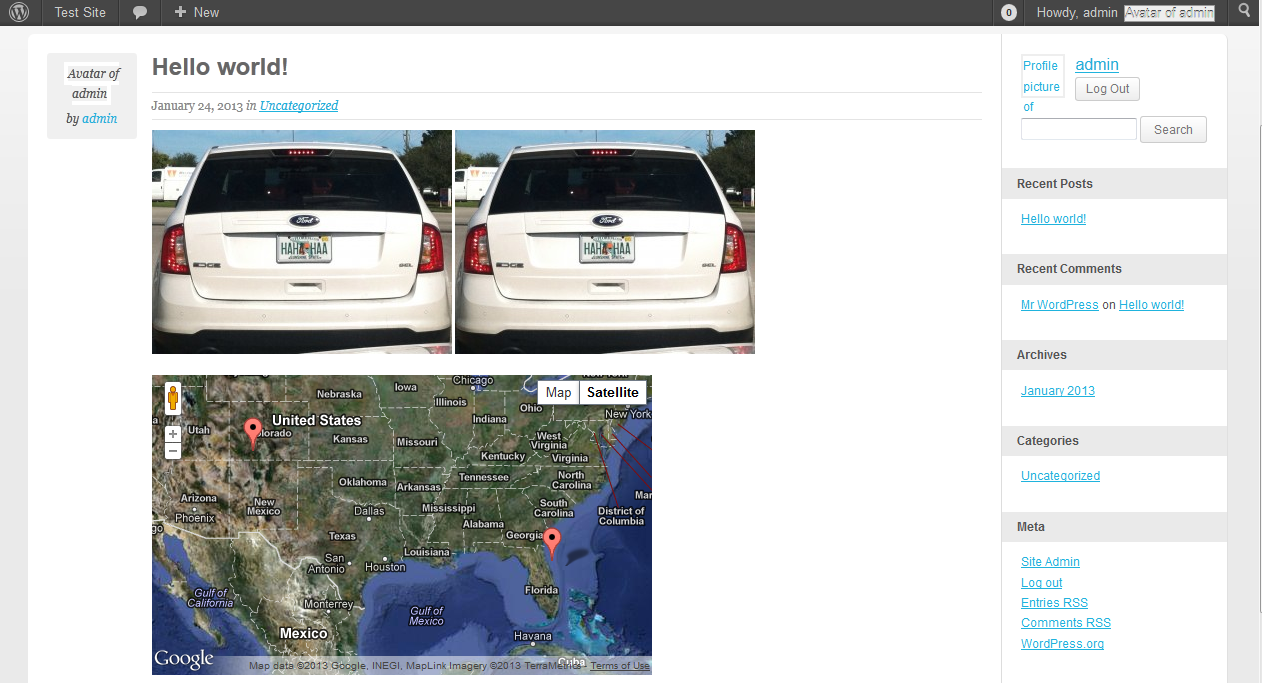 Test Site
New
0
Howdy, admin Avatar of admin
Avatar of
admin
by admin
Hello world!
January 24, 2013 in Uncategorized
Ford
HAHA HAA
EDGE
SEL
Ford
HAHA HAA
EDGE
SEL
Map Satellite
+
−
Chicago
Iowa
Nebraska
Illinois
Ohio
Indiana
New York
United States
Utah
Colorado
Kansas
Missouri
West
Virginia
Kentucky
Virginia
Tennessee
North
Carolina
Oklahoma
Arkansas
Arizona
New
Mexico
Phoenix
Dallas
Mississippi
South
Carolina
District of
Columbia
Alabama
Georgia
Texas
Louisiana
San
Antonio
Houston
Florida
Gulf of
California
Monterrey
Gulf of
Mexico
Mexico
Havana
Cuba
Google
Map data ©2013 Google, INEGI, MapLink Imagery ©2013 TerraMetrics - Terms of Use
Profile
picture
of
admin
Log Out
Search
Recent Posts
Hello world!
Recent Comments
Mr WordPress on Hello world!
Archives
January 2013
Categories
Uncategorized
Meta
Site Admin
Log out
Entries RSS
Comments RSS
WordPress.org